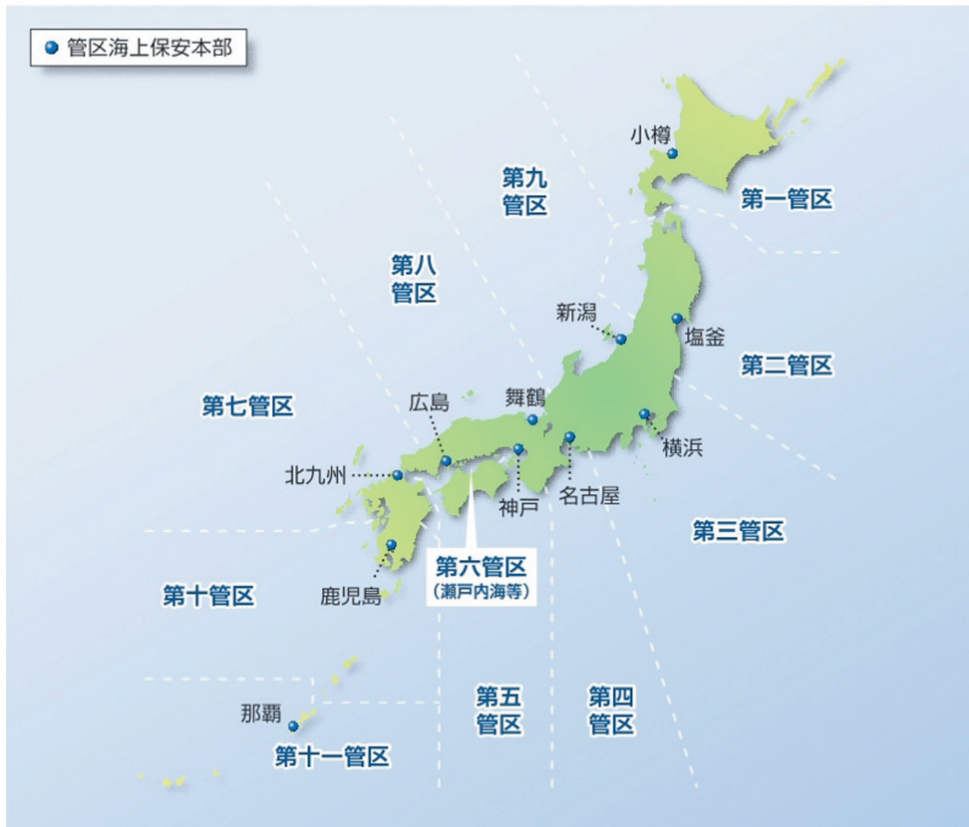 管区海上保安本部
小樽
第一管区
第九
管区
第八
管区
新潟
塩釜
第二管区
第七管区
広島
舞鶴
横浜
北九州
神戸
名古屋
第三管区
第六管区
(瀬戸内海等)
第十管区
鹿児島
第五
管区
第四
管区
那覇
第十一管区